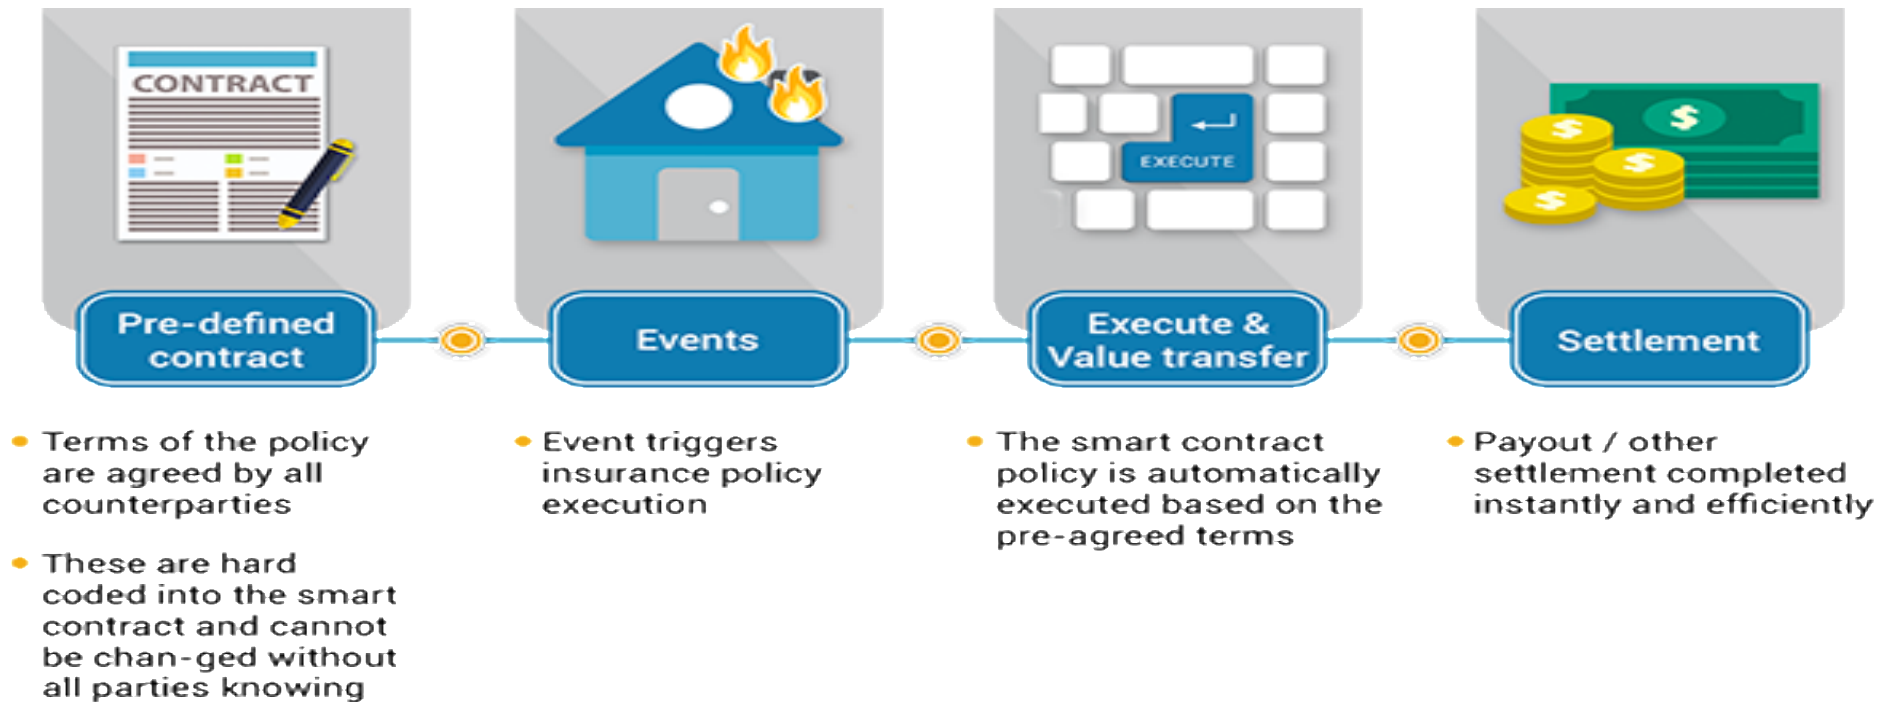 CONTRACT
EXECUTE
$
$
$
$
Pre-defined
contract
Events
Execute &
Value transfer
Settlement
• Terms of the policy
are agreed by all
counterparties
• These are hard
coded into the smart
contract and cannot
be chan-ged without
all parties knowing
• Event triggers
insurance policy
execution
• The smart contract
policy is automatically
executed based on the
pre-agreed terms
• Payout / other
settlement completed
instantly and efficiently